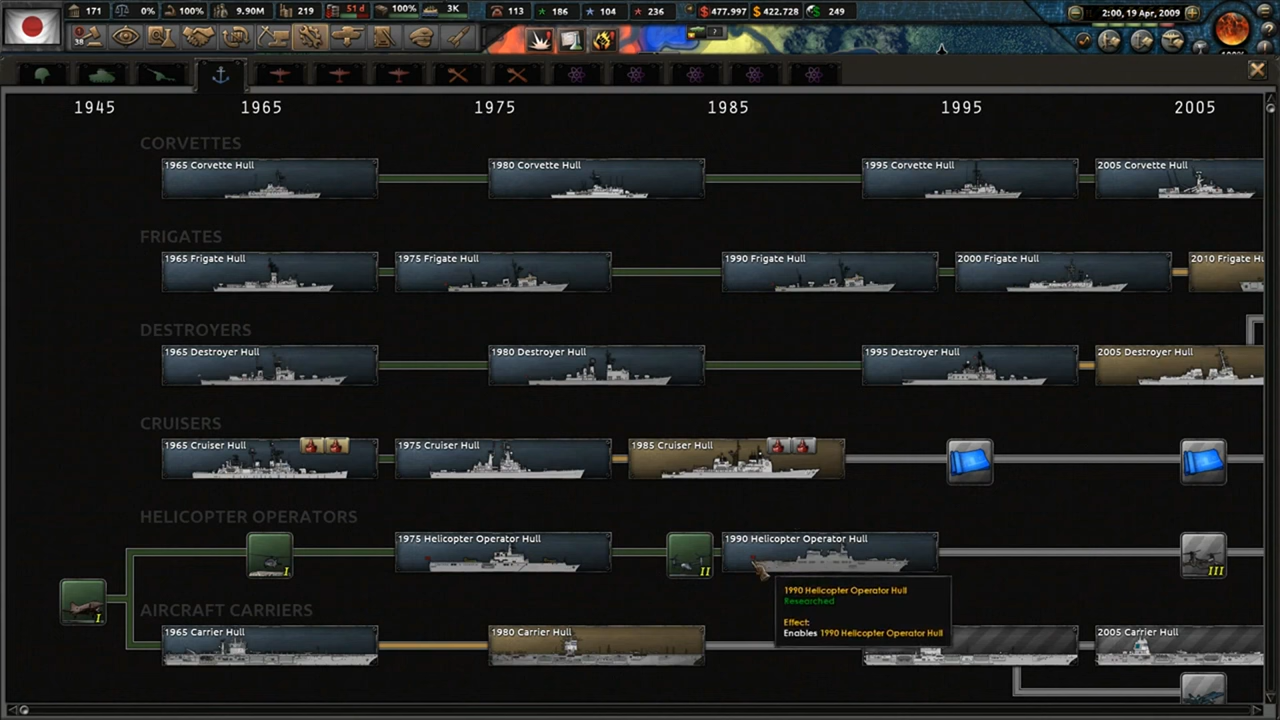 171 0% 100% 9.90M 219 51 d 100% 3K 113 186 104 236 477.997 422.728 249 2:00, 19 Apr, 2009
38 ?
1945 1965 1975 1985 1995 2005
CORVETTES
1965 Corvette Hull 1980 Corvette Hull 1995 Corvette Hull 2005 Corvette Hull
FRIGATES
1965 Frigate Hull 1975 Frigate Hull 1990 Frigate Hull 2000 Frigate Hull 2010 Frigate
DESTROYERS
1965 Destroyer Hull 1980 Destroyer Hull 1995 Destroyer Hull 2005 Destroyer Hull
CRUISERS
1965 Cruiser Hull 1975 Cruiser Hull 1985 Cruiser Hull
HELICOPTER OPERATORS
1975 Helicopter Operator Hull 1990 Helicopter Operator Hull
I II III
1990 Helicopter Operator Hull
Researched
I
AIRCRAFT CARRIERS
Effect:
Enables 1990 Helicopter Operator Hull
1965 Carrier Hull 1980 Carrier Hull 2005 Carrier Hull